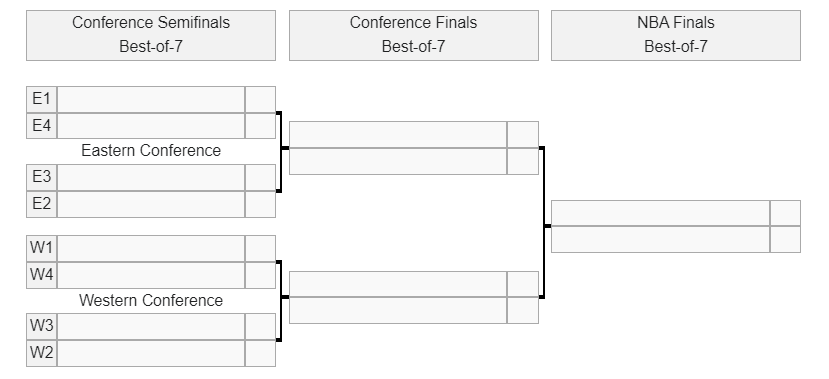 Conference Semifinals
Best-of-7
Conference Finals
Best-of-7
NBA Finals
Best-of-7
E1
E4
Eastern Conference
E3
E2
W1
W4
Western Conference
W3
W2